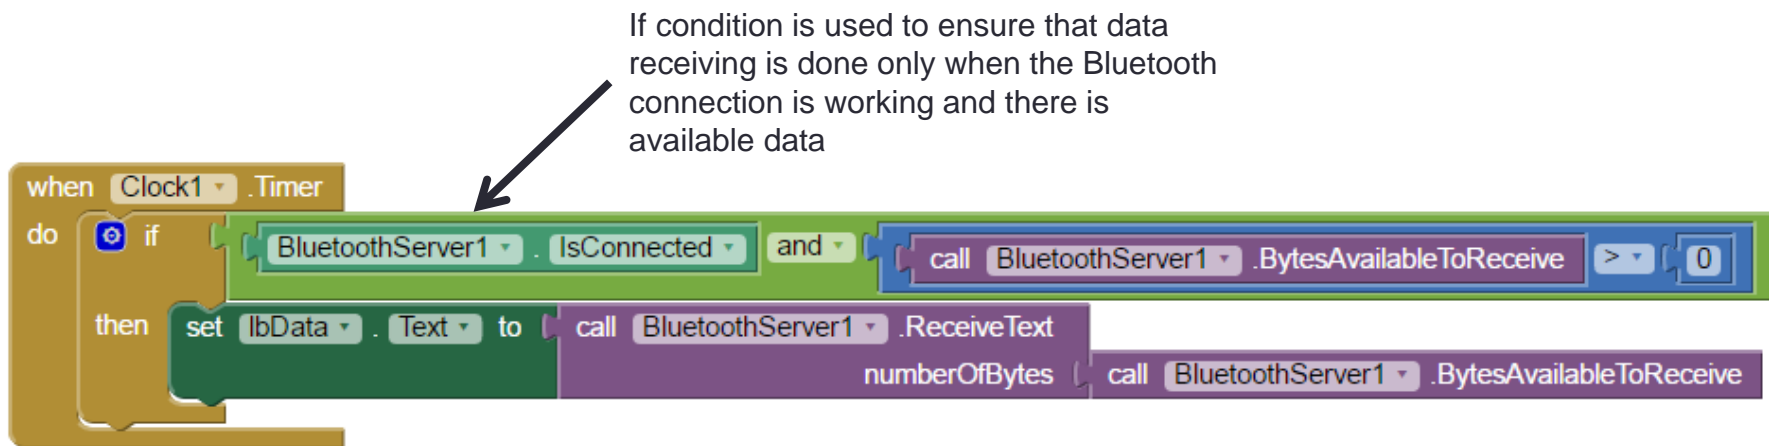 If condition is used to ensure that data
receiving is done only when the Bluetooth
connection is working and there is
available data
when Clock1 .Timer
do if BluetoothServer1 . IsConnected and call BluetoothServer1 .BytesAvailableToReceive > 0
then set lbData . Text to call BluetoothServer1 .ReceiveText
numberOfBytes call BluetoothServer1 .BytesAvailableToReceive